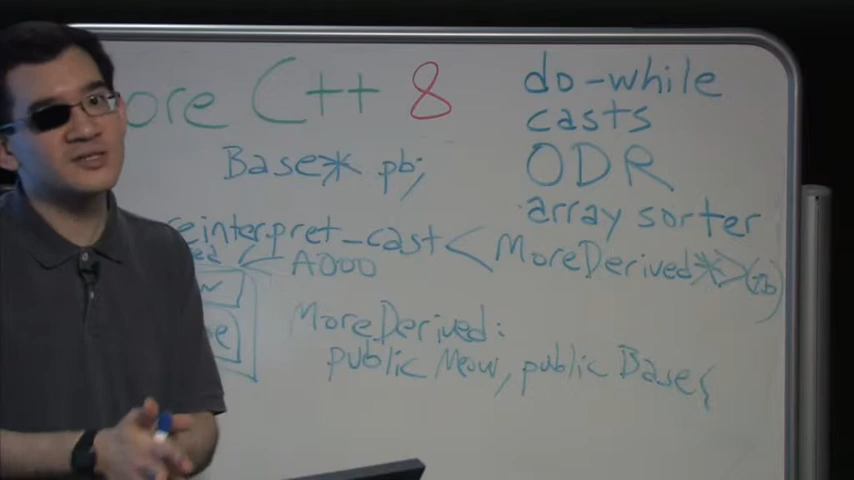 ore C++ 8
do-while
casts
ODR
array sorter
Base* pb;
reinterpret_cast<MoreDerived*>(pb)
A000
MoreDerived:
public Meow, public Base{